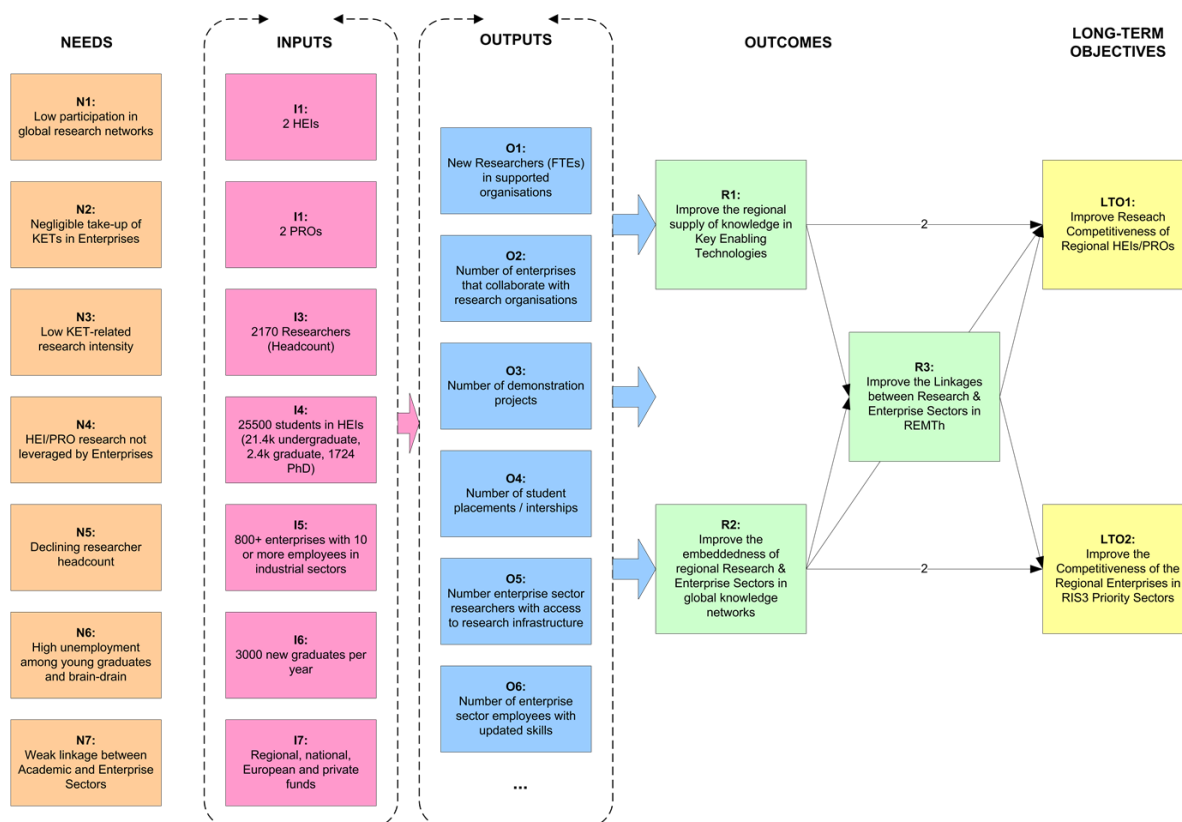 NEEDS
N1:
Low participation in
global research networks
N2:
Negligible take-up of
KETs in Enterprises
N3:
Low KET-related
research intensity
N4:
HEI/PRO research not
leveraged by Enterprises
N5:
Declining researcher
headcount
N6:
High unemployment
among young graduates
and brain-drain
N7:
Weak linkage between
Academic and Enterprise
Sectors
INPUTS
I1:
2 HEIs
I1:
2 PROs
I3:
2170 Researchers
(Headcount)
I4:
25500 students in HEIs
(21.4k undergraduate,
2.4k graduate, 1724
PhD)
I5:
800+ enterprises with 10
or more employees in
industrial sectors
I6:
3000 new graduates per
year
I7:
Regional, national,
European and private
funds
OUTPUTS
O1:
New Researchers (FTEs)
in supported
organisations
O2:
Number of enterprises
that collaborate with
research organisations
O3:
Number of demonstration
projects
O4:
Number of student
placements / interships
O5:
Number enterprise sector
researchers with access
to research infrastructure
O6:
Number of enterprise
sector employees with
updated skills
...
OUTCOMES
R1:
Improve the regional
supply of knowledge in
Key Enabling
Technologies
2
R3:
Improve the Linkages
between Research &
Enterprise Sectors in
REMTh
R2:
Improve the
embeddedness of
regional Research &
Enterprise Sectors in
global knowledge
networks
2
LONG-TERM
OBJECTIVES
LTO1:
Improve Reseach
Competitiveness of
Regional HEIs/PROs
LTO2:
Improve the
Competitiveness of the
Regional Enterprises in
RIS3 Priority Sectors